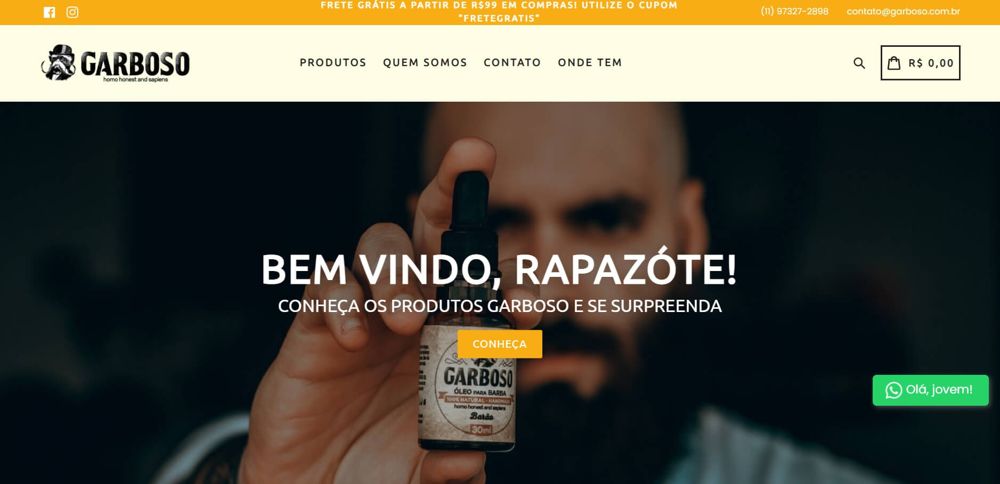 FRETE GRÁTIS A PARTIR DE R$99 EM COMPRAS! UTILIZE O CUPOM
"FRETEGRATIS"
(11) 97327-2898
contato@garboso.com.br
GARBOSO
homo honest and sapiens
PRODUTOS
QUEM SOMOS
CONTATO
ONDE TEM
R$ 0,00
BEM VINDO, RAPAZÓTE!
CONHEÇA OS PRODUTOS GARBOSO E SE SURPREENDA
CONHEÇA
GARBOSO
ÓLEO PARA BARBA
100% NATURAL • HANDMADE
homo honest and sapiens
Barão
30ml
Olá, jovem!